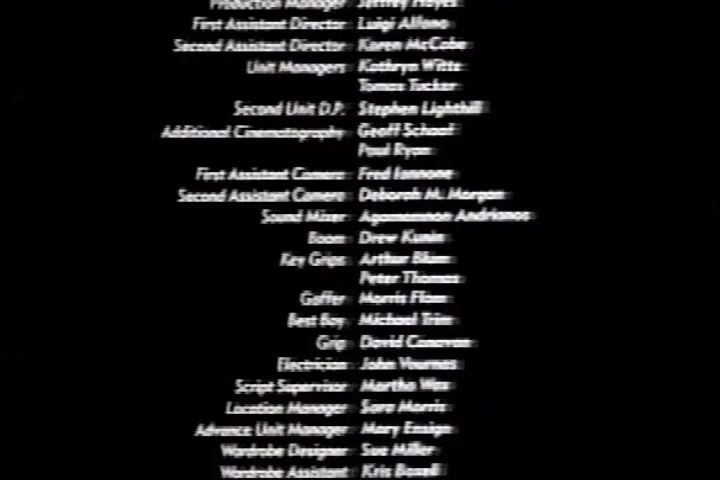 Production Manager Jeffrey Hayes
First Assistant Director Luigi Alfano
Second Assistant Director Karen McCabe
Unit Managers Kathryn Witte
Tomas Tucker
Second Unit D.P. Stephen Lighthill
Additional Cinematography Geoff Schaaf
Paul Ryan
First Assistant Camera Fred Iannone
Second Assistant Camera Deborah M. Morgan
Sound Mixer Agamemnon Andrianos
Boom Drew Kunin
Key Grips Arthur Blum
Peter Thomas
Gaffer Morris Flam
Best Boy Michael Trim
Grip David Canavan
Electrician John
Script Supervisor Martha Wax
Location Manager Sara Morris
Advance Unit Manager Mary Ensign
Wardrobe Designer Sue Miller
Wardrobe Assistant Kris Boxell